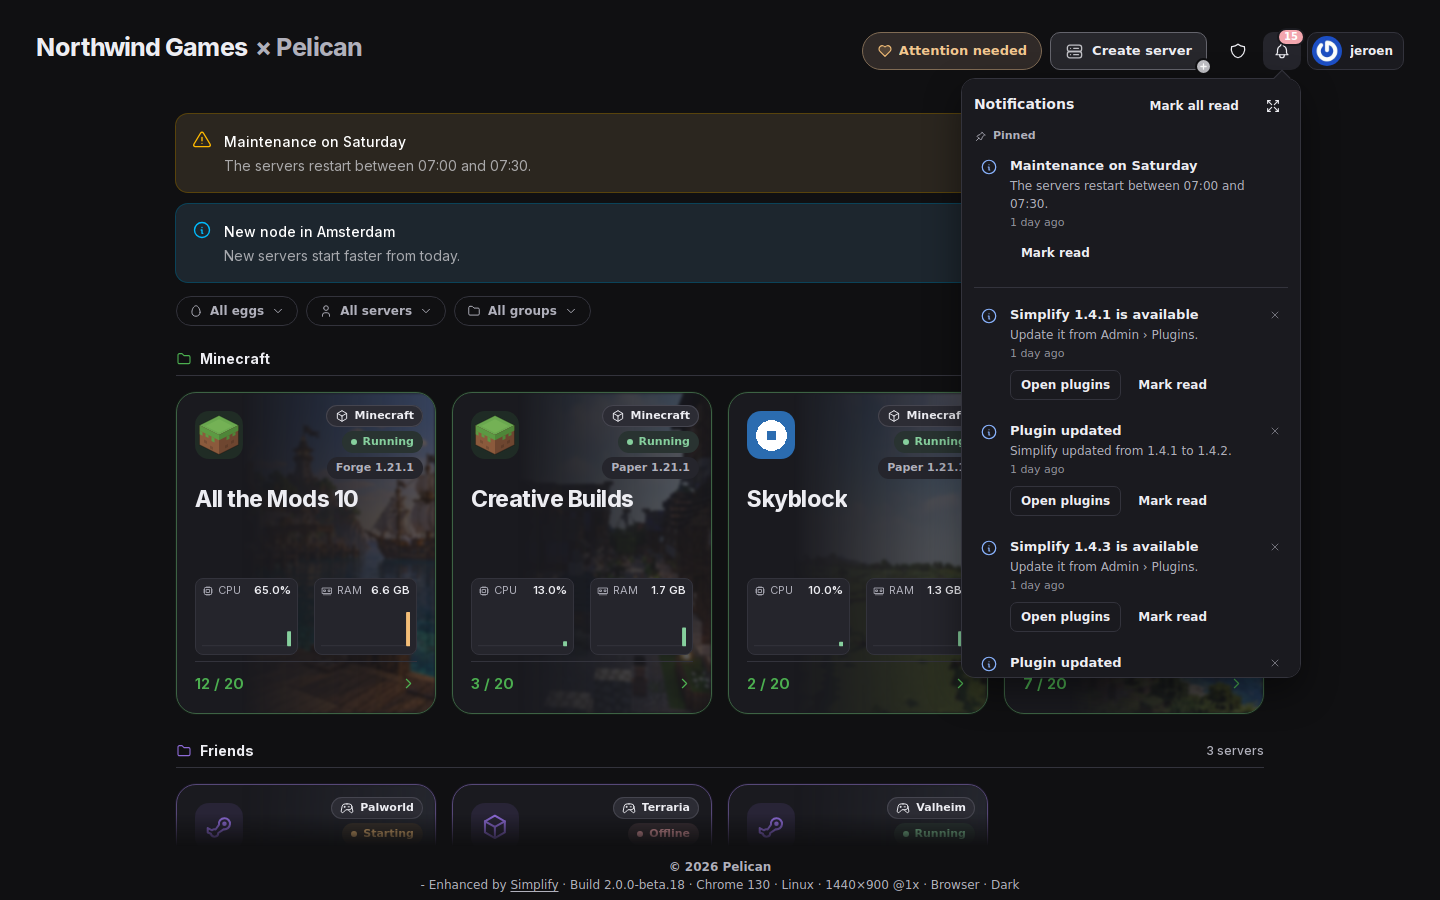 Northwind Games × Pelican
Attention needed
Create server
15
jeroen
Maintenance on Saturday
The servers restart between 07:00 and 07:30.
New node in Amsterdam
New servers start faster from today.
All eggs
All servers
All groups
Notifications
Mark all read
Pinned
Maintenance on Saturday
The servers restart between 07:00 and
07:30.
1 day ago
Mark read
Simplify 1.4.1 is available
Update it from Admin › Plugins.
1 day ago
Open plugins Mark read
Plugin updated
Simplify updated from 1.4.1 to 1.4.2.
1 day ago
Open plugins Mark read
Simplify 1.4.3 is available
Update it from Admin › Plugins.
1 day ago
Open plugins Mark read
Plugin updated
Minecraft
Minecraft
Running
Forge 1.21.1
All the Mods 10
CPU 65.0%
RAM 6.6 GB
12 / 20
Minecraft
Running
Paper 1.21.1
Creative Builds
CPU 13.0%
RAM 1.7 GB
3 / 20
Minecraf
Running
Paper 1.21.1
Skyblock
CPU 10.0%
RAM 1.3 GB
2 / 20
7 / 20
Friends
3 servers
Palworld
Starting
Terraria
Offline
Valheim
Running
© 2026 Pelican
- Enhanced by Simplify · Build 2.0.0-beta.18 · Chrome 130 · Linux · 1440×900 @1x · Browser · Dark